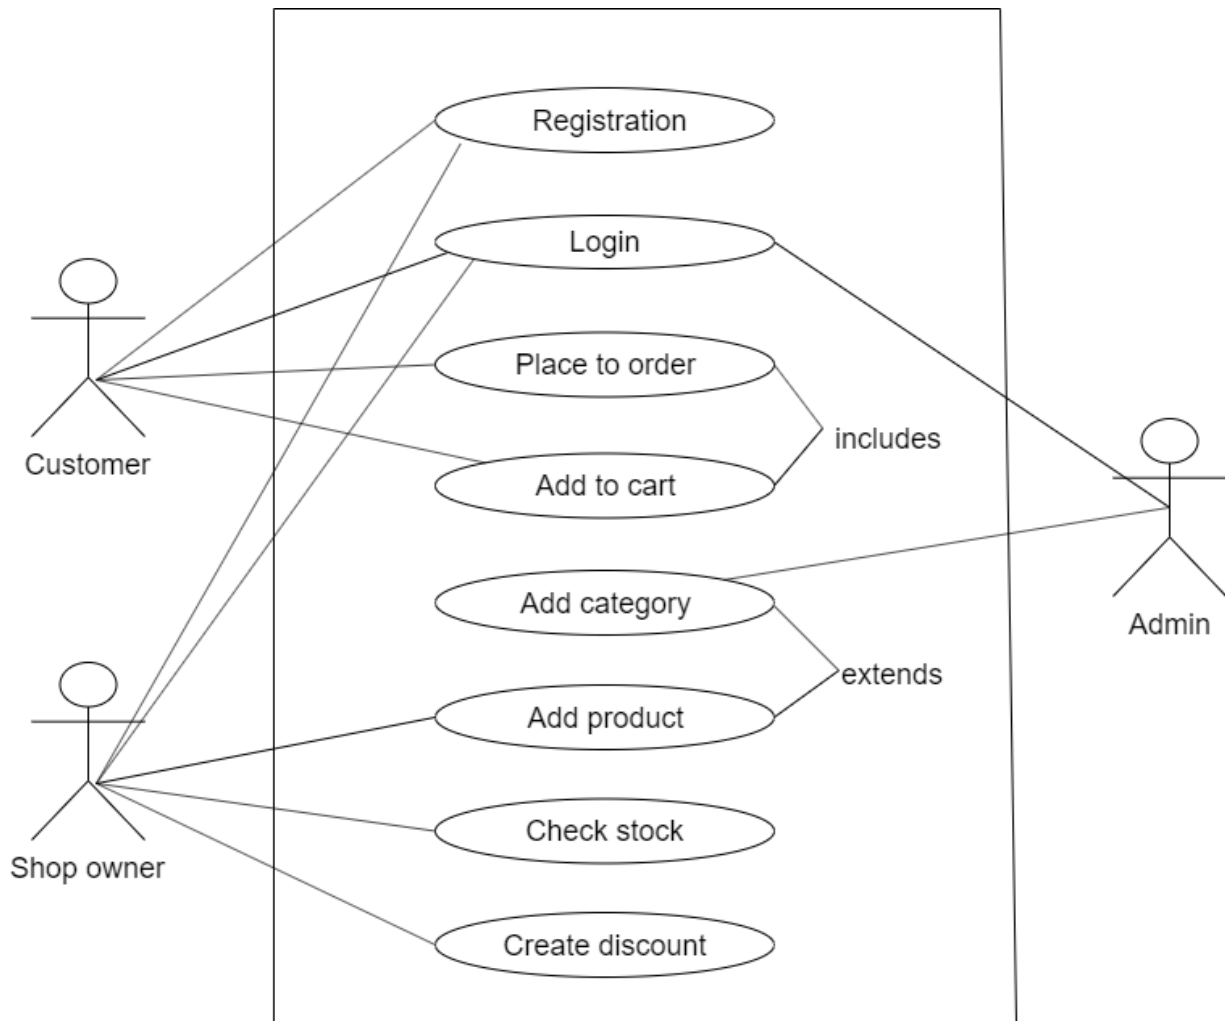 Registration
Login
Place to order
includes
Add to cart
Customer
Add category
Admin
extends
Add product
Check stock
Shop owner
Create discount